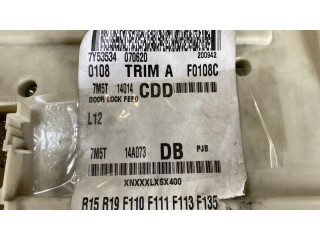 7Y53534 070620 200942
0108 TRIM A F0108C
7M5T 14014 CDD
DOOR LOCK FEED
L12
7M5T 14A073 DB PJB
XNXXXLXSX400
R15 R19 F110 F111 F113 F135